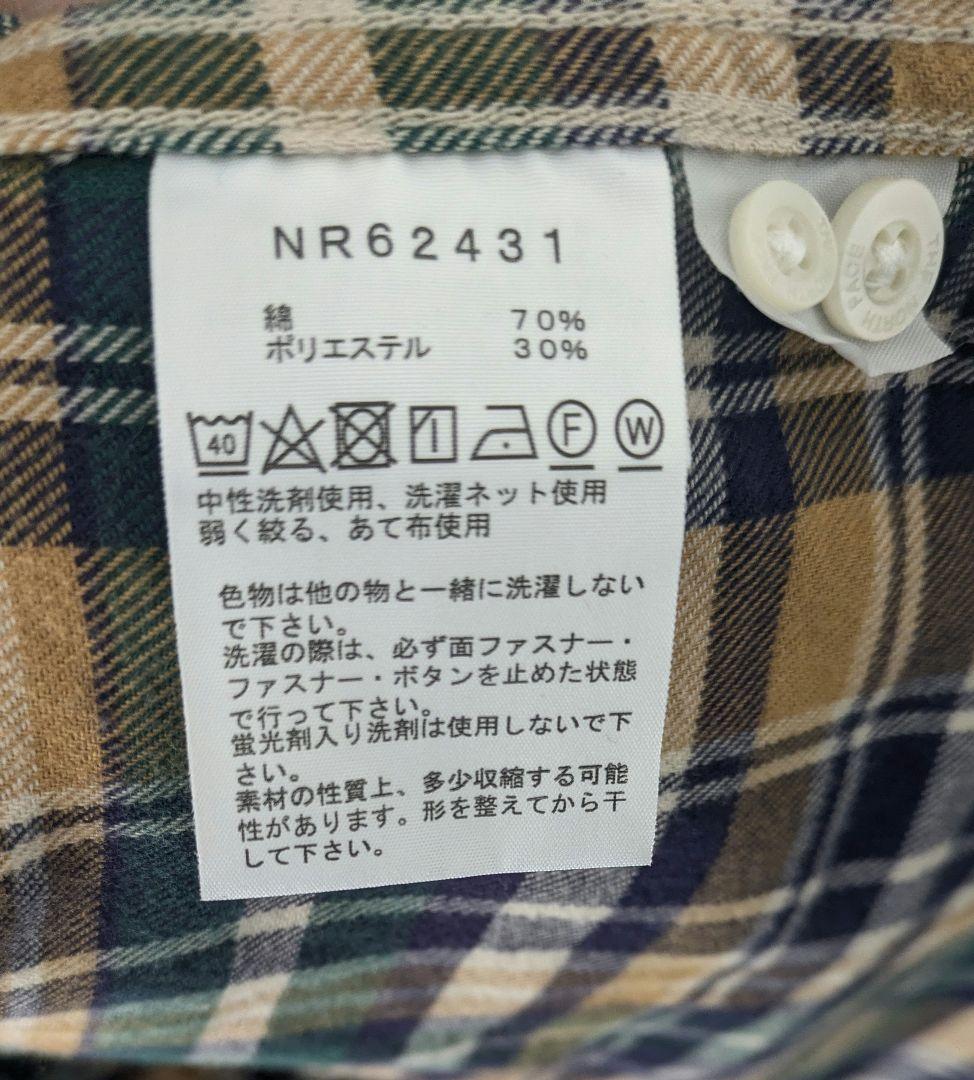 NR62431
綿 70%
ポリエステル 30%
40 F W
中性洗剤使用、洗濯ネット使用
弱く絞る、あて布使用
色物は他の物と一緒に洗濯しない
で下さい。
洗濯の際は、必ず面ファスナー・
ファスナー・ボタンを止めた状態
で行って下さい。
蛍光剤入り洗剤は使用しないで下
さい。
素材の性質上、多少収縮する可能
性があります。形を整えてから干
して下さい。
THE NORTH FACE